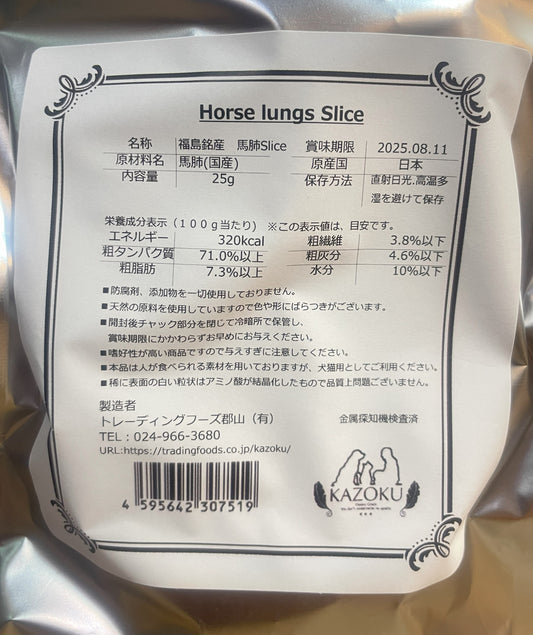 Horse lungs Slice
名称 福島銘産 馬肺Slice 賞味期限 2025.08.11
原材料名 馬肺(国産) 原産国 日本
内容量 25g 保存方法 直射日光.高温多
湿を避けて保存
栄養成分表示(100g当たり) ※この表示値は、目安です。
エネルギー 320kcal 粗繊維 3.8%以下
粗タンパク質 71.0%以上 粗灰分 4.6%以下
粗脂肪 7.3%以上 水分 10%以下
■防腐剤、添加物を一切使用しておりません。
■天然の原料を使用していますので色や形にばらつきがございます。
■開封後チャック部分を閉じて冷暗所で保管し、
賞味期限にかかわらずお早めにお与えください。
■嗜好性が高い商品ですので与えすぎに注意してください。
■本品は人が食べられる素材を用いておりますが、犬猫用としてご利用ください。
■稀に表面の白い粒状はアミノ酸が結晶化したもので品質上問題ございません。
製造者
トレーディングフーズ郡山(有) 金属探知機検査済
TEL:024-966-3680
URL:https://tradingfoods.co.jp/kazoku/
4 595642 307519
KAZOKU